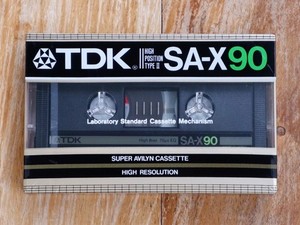 TDK HIGH POSITION TYPE II SA-X90
Laboratory Standard Cassette Mechanism
TDK SA-X90
SUPER AVILYN CASSETTE
HIGH RESOLUTION